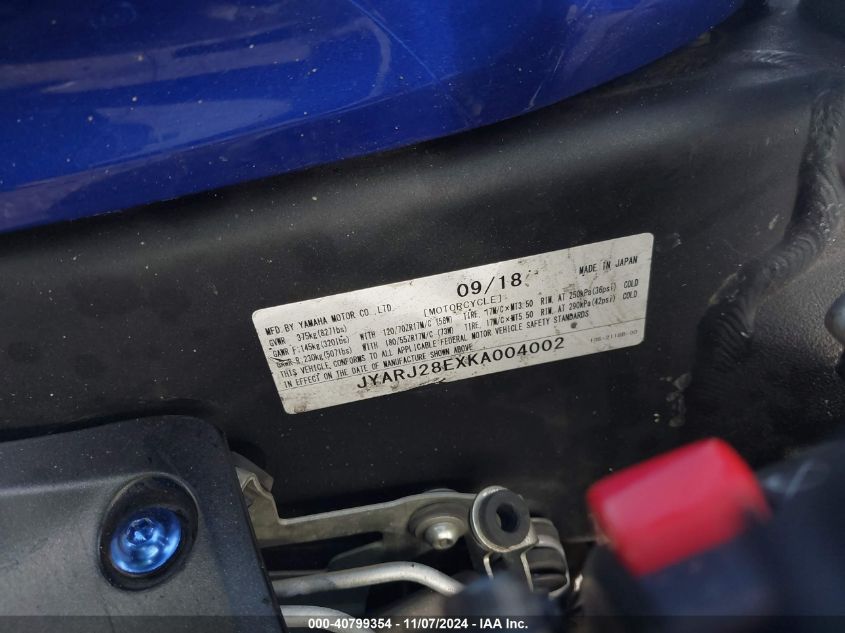 09/18 MADE IN JAPAN
MFD.BY YAMAHA MOTOR CO.,LTD. [MOTORCYCLE]
GVWR 375kg(827lbs)
GAWR F:145kg(320lbs) WITH 120/70ZR17M/C (58W) TIRE, 17M/C×MT3.50 RIM, AT 250kPa(36psi) COLD
GAWR R:230kg(507lbs) WITH 180/55ZR17M/C (73W) TIRE, 17M/C×MT5.50 RIM, AT 290kPa(42psi) COLD
THIS VEHICLE CONFORMS TO ALL APPLICABLE FEDERAL MOTOR VEHICLE SAFETY STANDARDS
IN EFFECT ON THE DATE OF MANUFACTURE SHOWN ABOVE.
JYARJ28EXKA004002
000-40799354 - 11/07/2024 - IAA Inc.